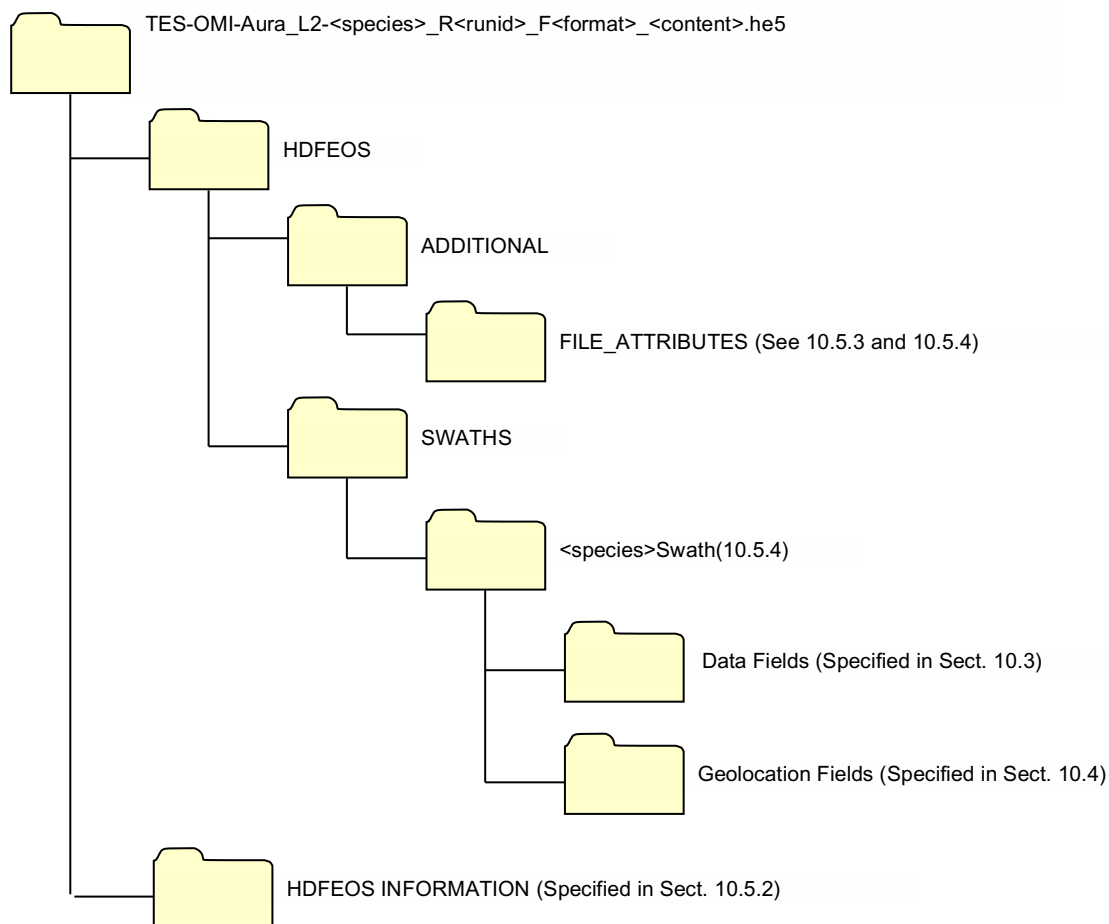 TES-OMI-Aura_L2-<species>_R<runid>_F<format>_<content>.he5
HDFEOS
ADDITIONAL
FILE_ATTRIBUTES (See 10.5.3 and 10.5.4)
SWATHS
<species>Swath(10.5.4)
Data Fields (Specified in Sect. 10.3)
Geolocation Fields (Specified in Sect. 10.4)
HDFEOS INFORMATION (Specified in Sect. 10.5.2)